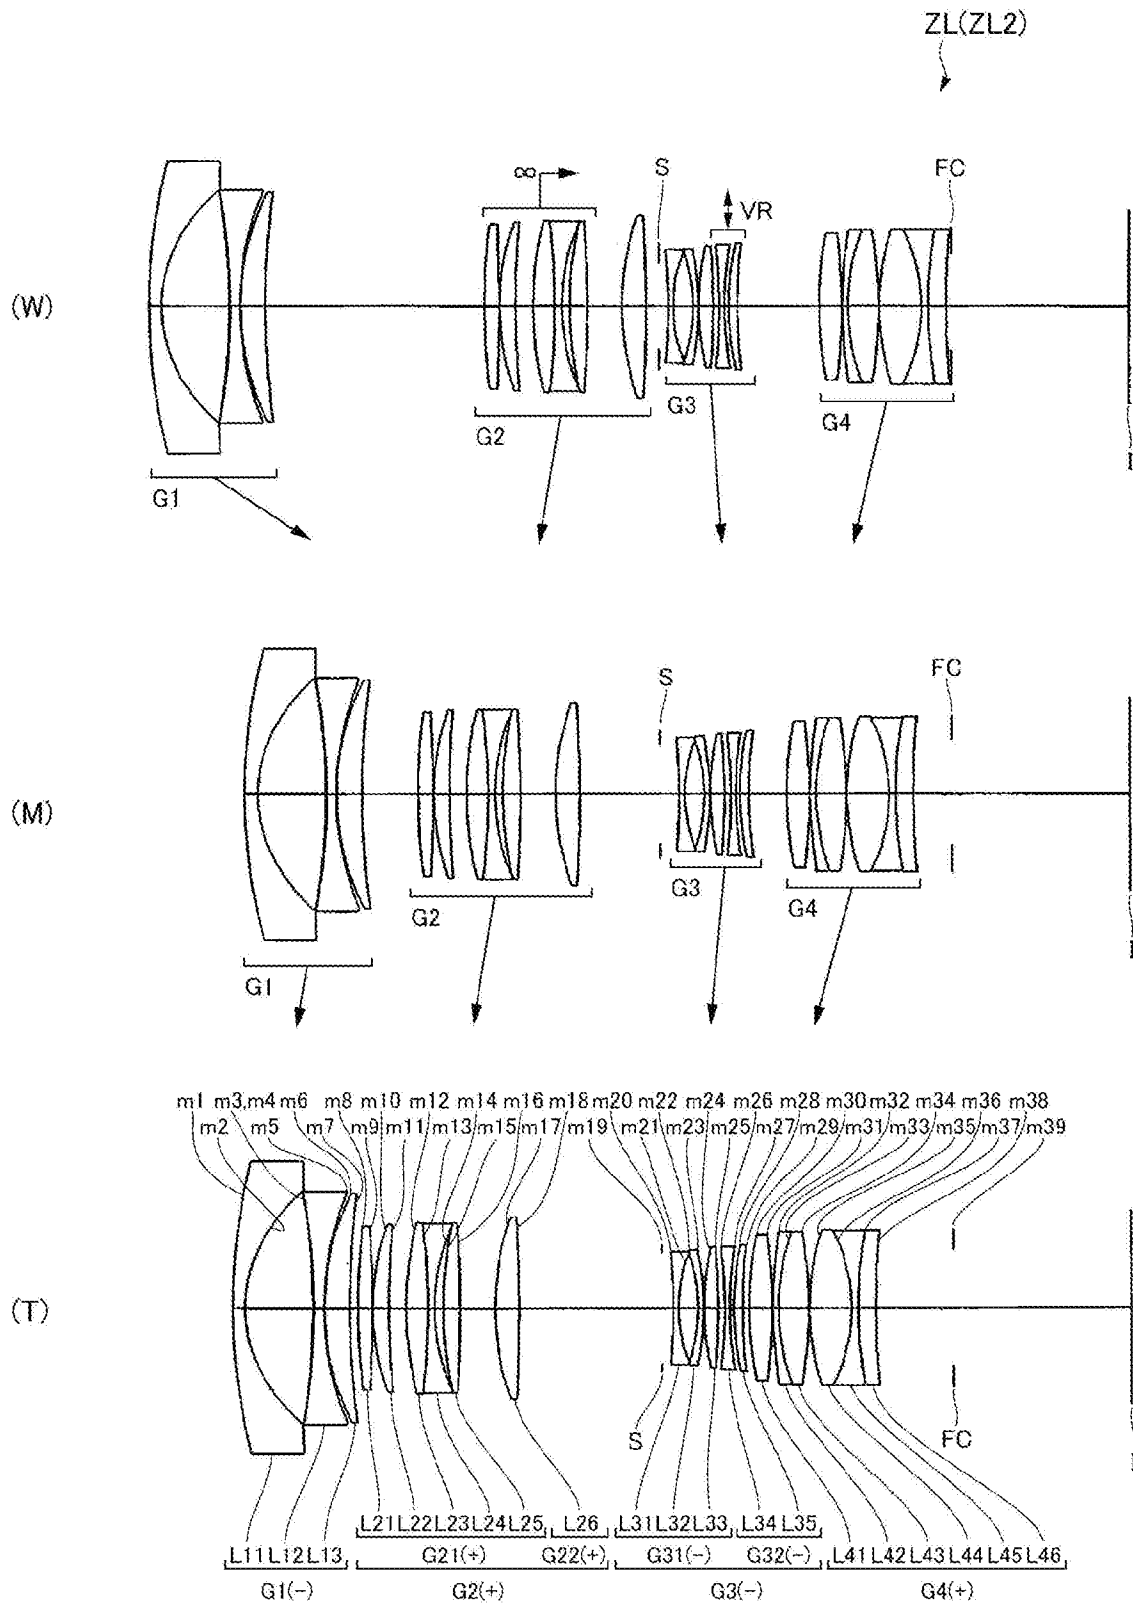 ZL(ZL2)
∞
S
VR
FC
(W)
G1
G2
G3
G4
S
FC
(M)
G1
G2
G3
G4
m1 m3,m4 m6 m8 m10 m12 m14 m16 m18 m20 m22 m24 m26 m28 m30 m32 m34 m36 m38
m2 m5 m7 m9 m11 m13 m15 m17 m19 m21 m23 m25 m27 m29 m31 m33 m35 m37 m39
(T)
S
FC
L21 L22 L23 L24 L25 L26 L31 L32 L33 L34 L35
L11 L12 L13 G21(+) G22(+) G31(-) G32(-) L41 L42 L43 L44 L45 L46
G1(-) G2(+) G3(-) G4(+)